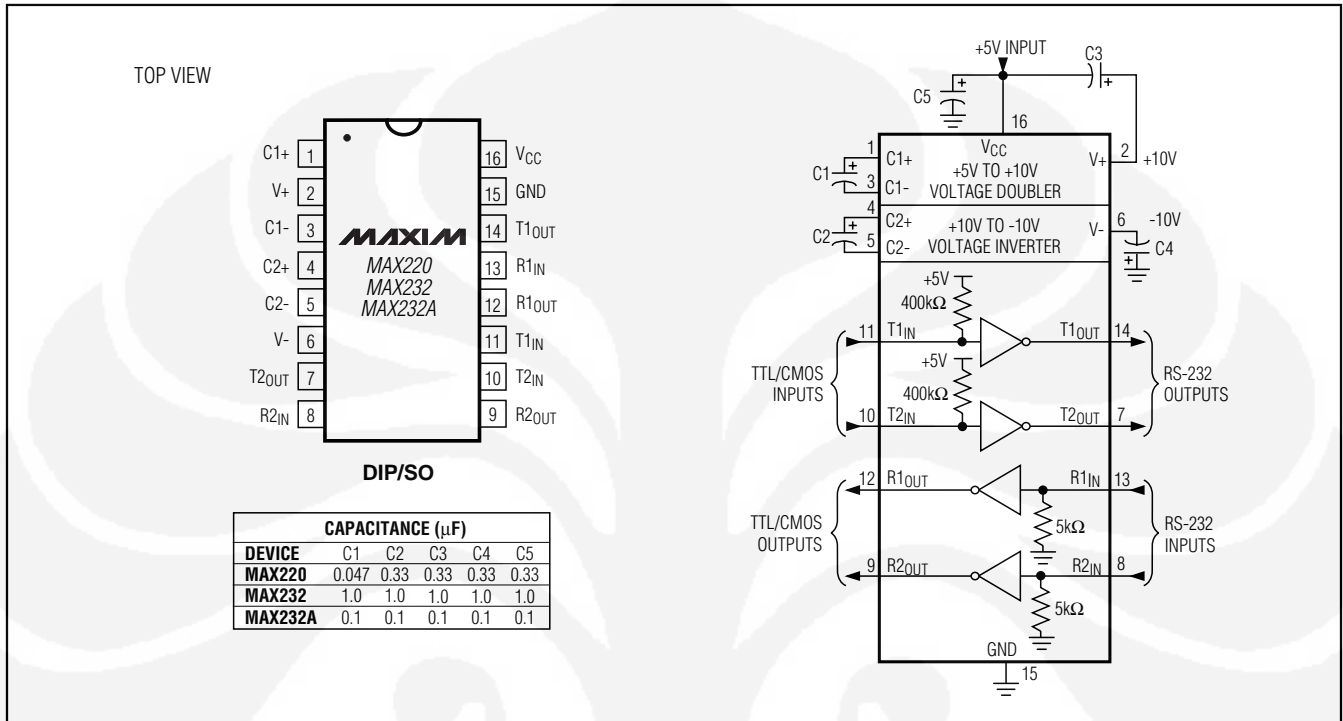 TOP VIEW
C1+ 1
V+ 2
C1- 3
C2+ 4
C2- 5
V- 6
T2OUT 7
R2IN 8
16 VCC
15 GND
14 T1OUT
13 R1IN
12 R1OUT
11 T1IN
10 T2IN
9 R2OUT
MAXIM
MAX220
MAX232
MAX232A
DIP/SO
CAPACITANCE (μF)
DEVICE C1 C2 C3 C4 C5
MAX220 0.047 0.33 0.33 0.33 0.33
MAX232 1.0 1.0 1.0 1.0 1.0
MAX232A 0.1 0.1 0.1 0.1 0.1
+5V INPUT
C3
+
C5
+
16
VCC
+5V TO +10V
VOLTAGE DOUBLER
1
C1+
C1
+
3
C1-
V+
2
+10V
4
C2+
C2
+
5
C2-
+10V TO -10V
VOLTAGE INVERTER
V-
6
-10V
C4
+
+5V
400kΩ
11 T1IN
T1OUT 14
+5V
400kΩ
10 T2IN
T2OUT 7
TTL/CMOS
INPUTS
RS-232
OUTPUTS
12 R1OUT
R1IN 13
5kΩ
9 R2OUT
R2IN 8
5kΩ
TTL/CMOS
OUTPUTS
RS-232
INPUTS
GND
15